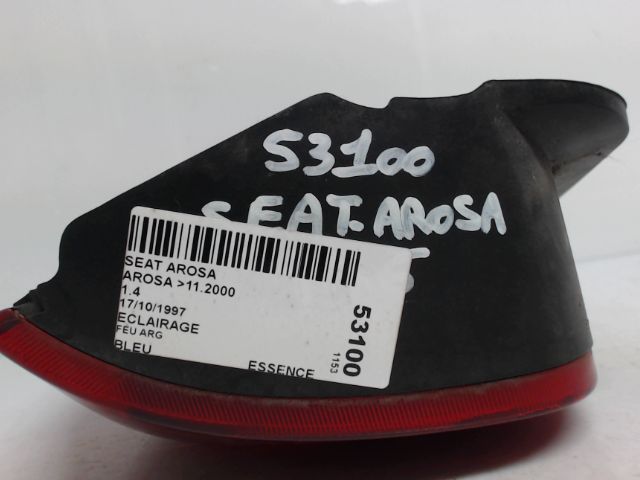 53100
SEAT. AROSA
SEAT AROSA
AROSA >11.2000
1.4
17/10/1997
ECLAIRAGE
FEU ARG
BLEU
ESSENCE
53100
1153